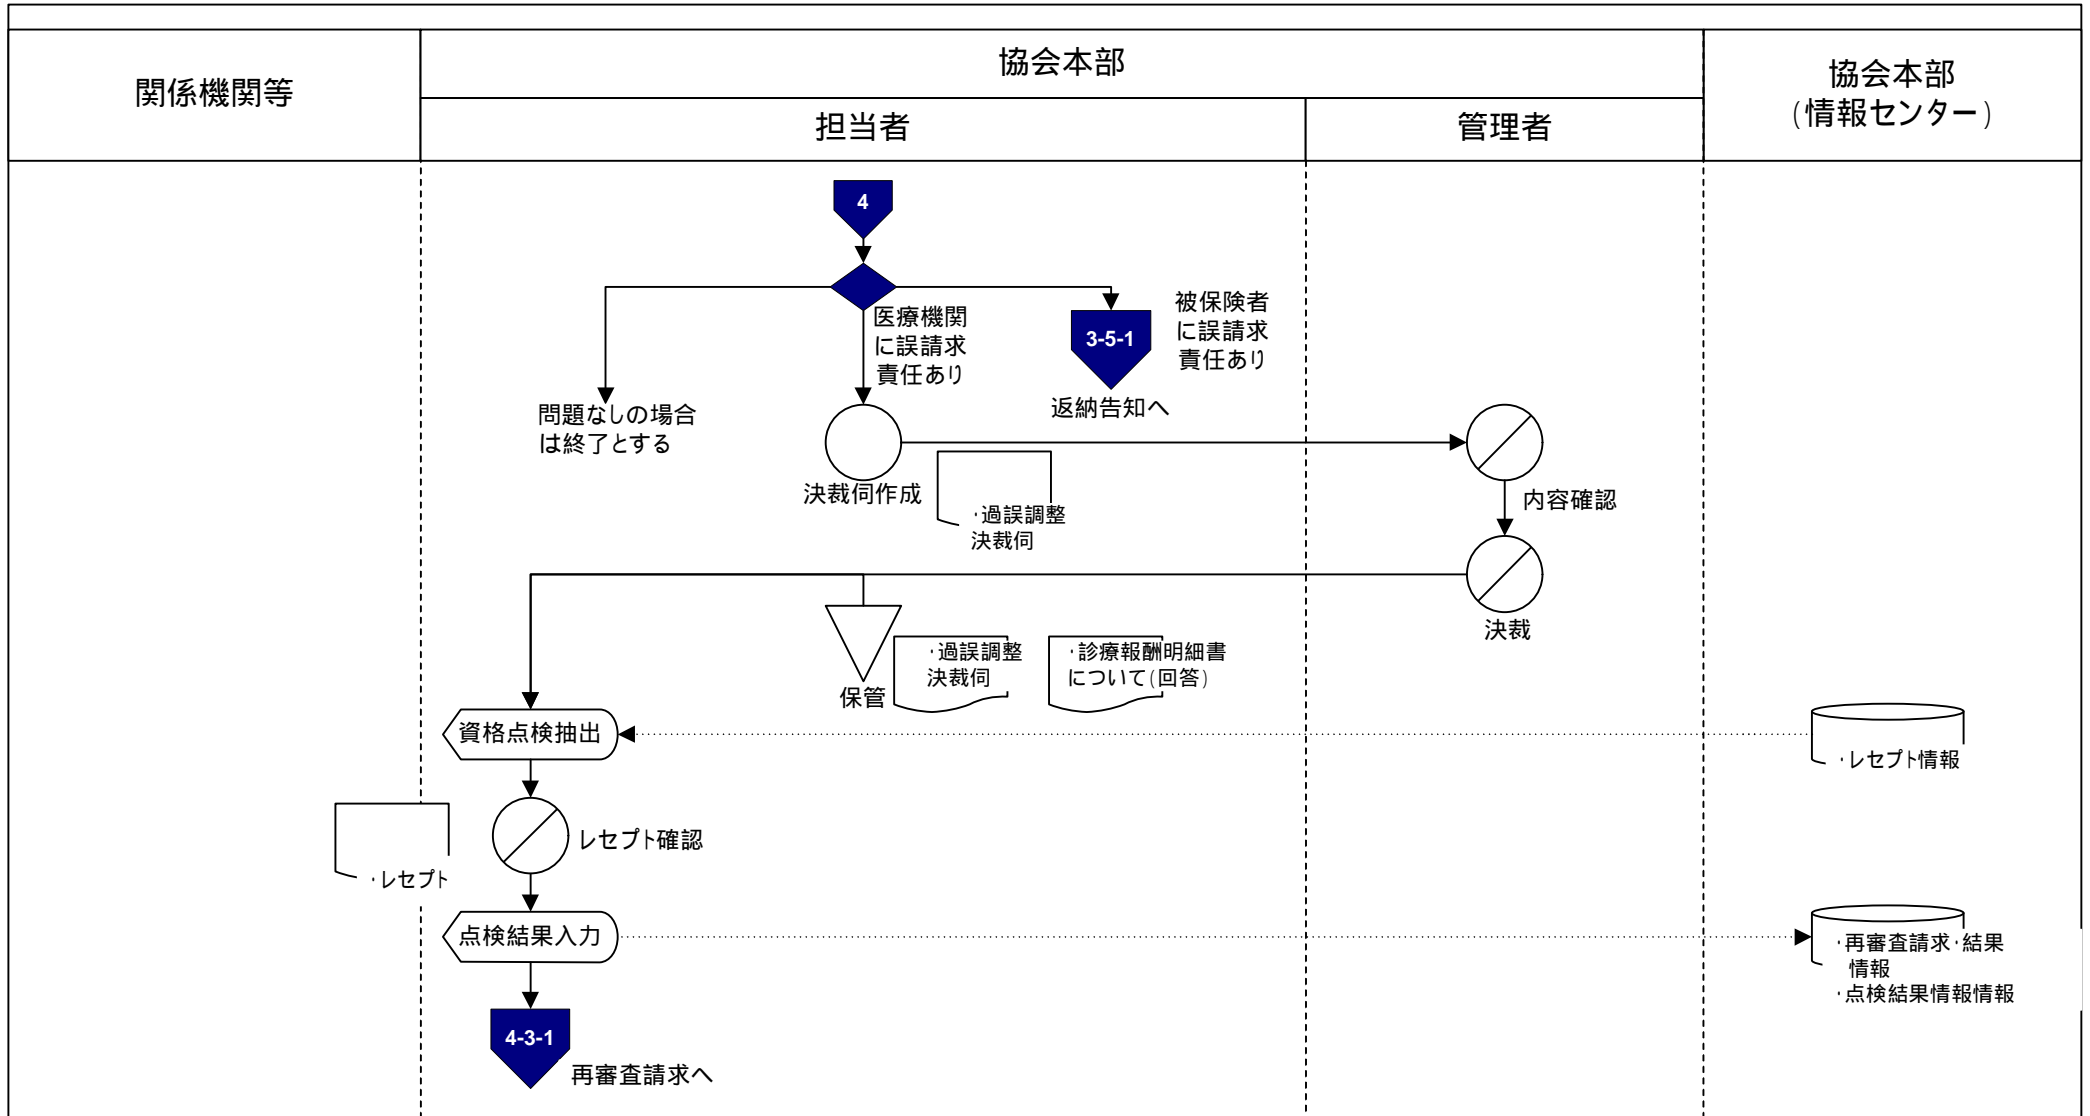 関係機関等
協会本部
協会本部
(情報センター)
担当者
管理者
4
医療機関
に誤請求
責任あり
3-5-1
被保険者
に誤請求
責任あり
返納告知へ
問題なしの場合
は終了とする
決裁伺作成
・過誤調整
決裁伺
内容確認
決裁
保管
・過誤調整
決裁伺
・診療報酬明細書
について(回答)
資格点検抽出
・レセプト情報
レセプト確認
・レセプト
点検結果入力
・再審査請求・結果
情報
・点検結果情報情報
4-3-1
再審査請求へ